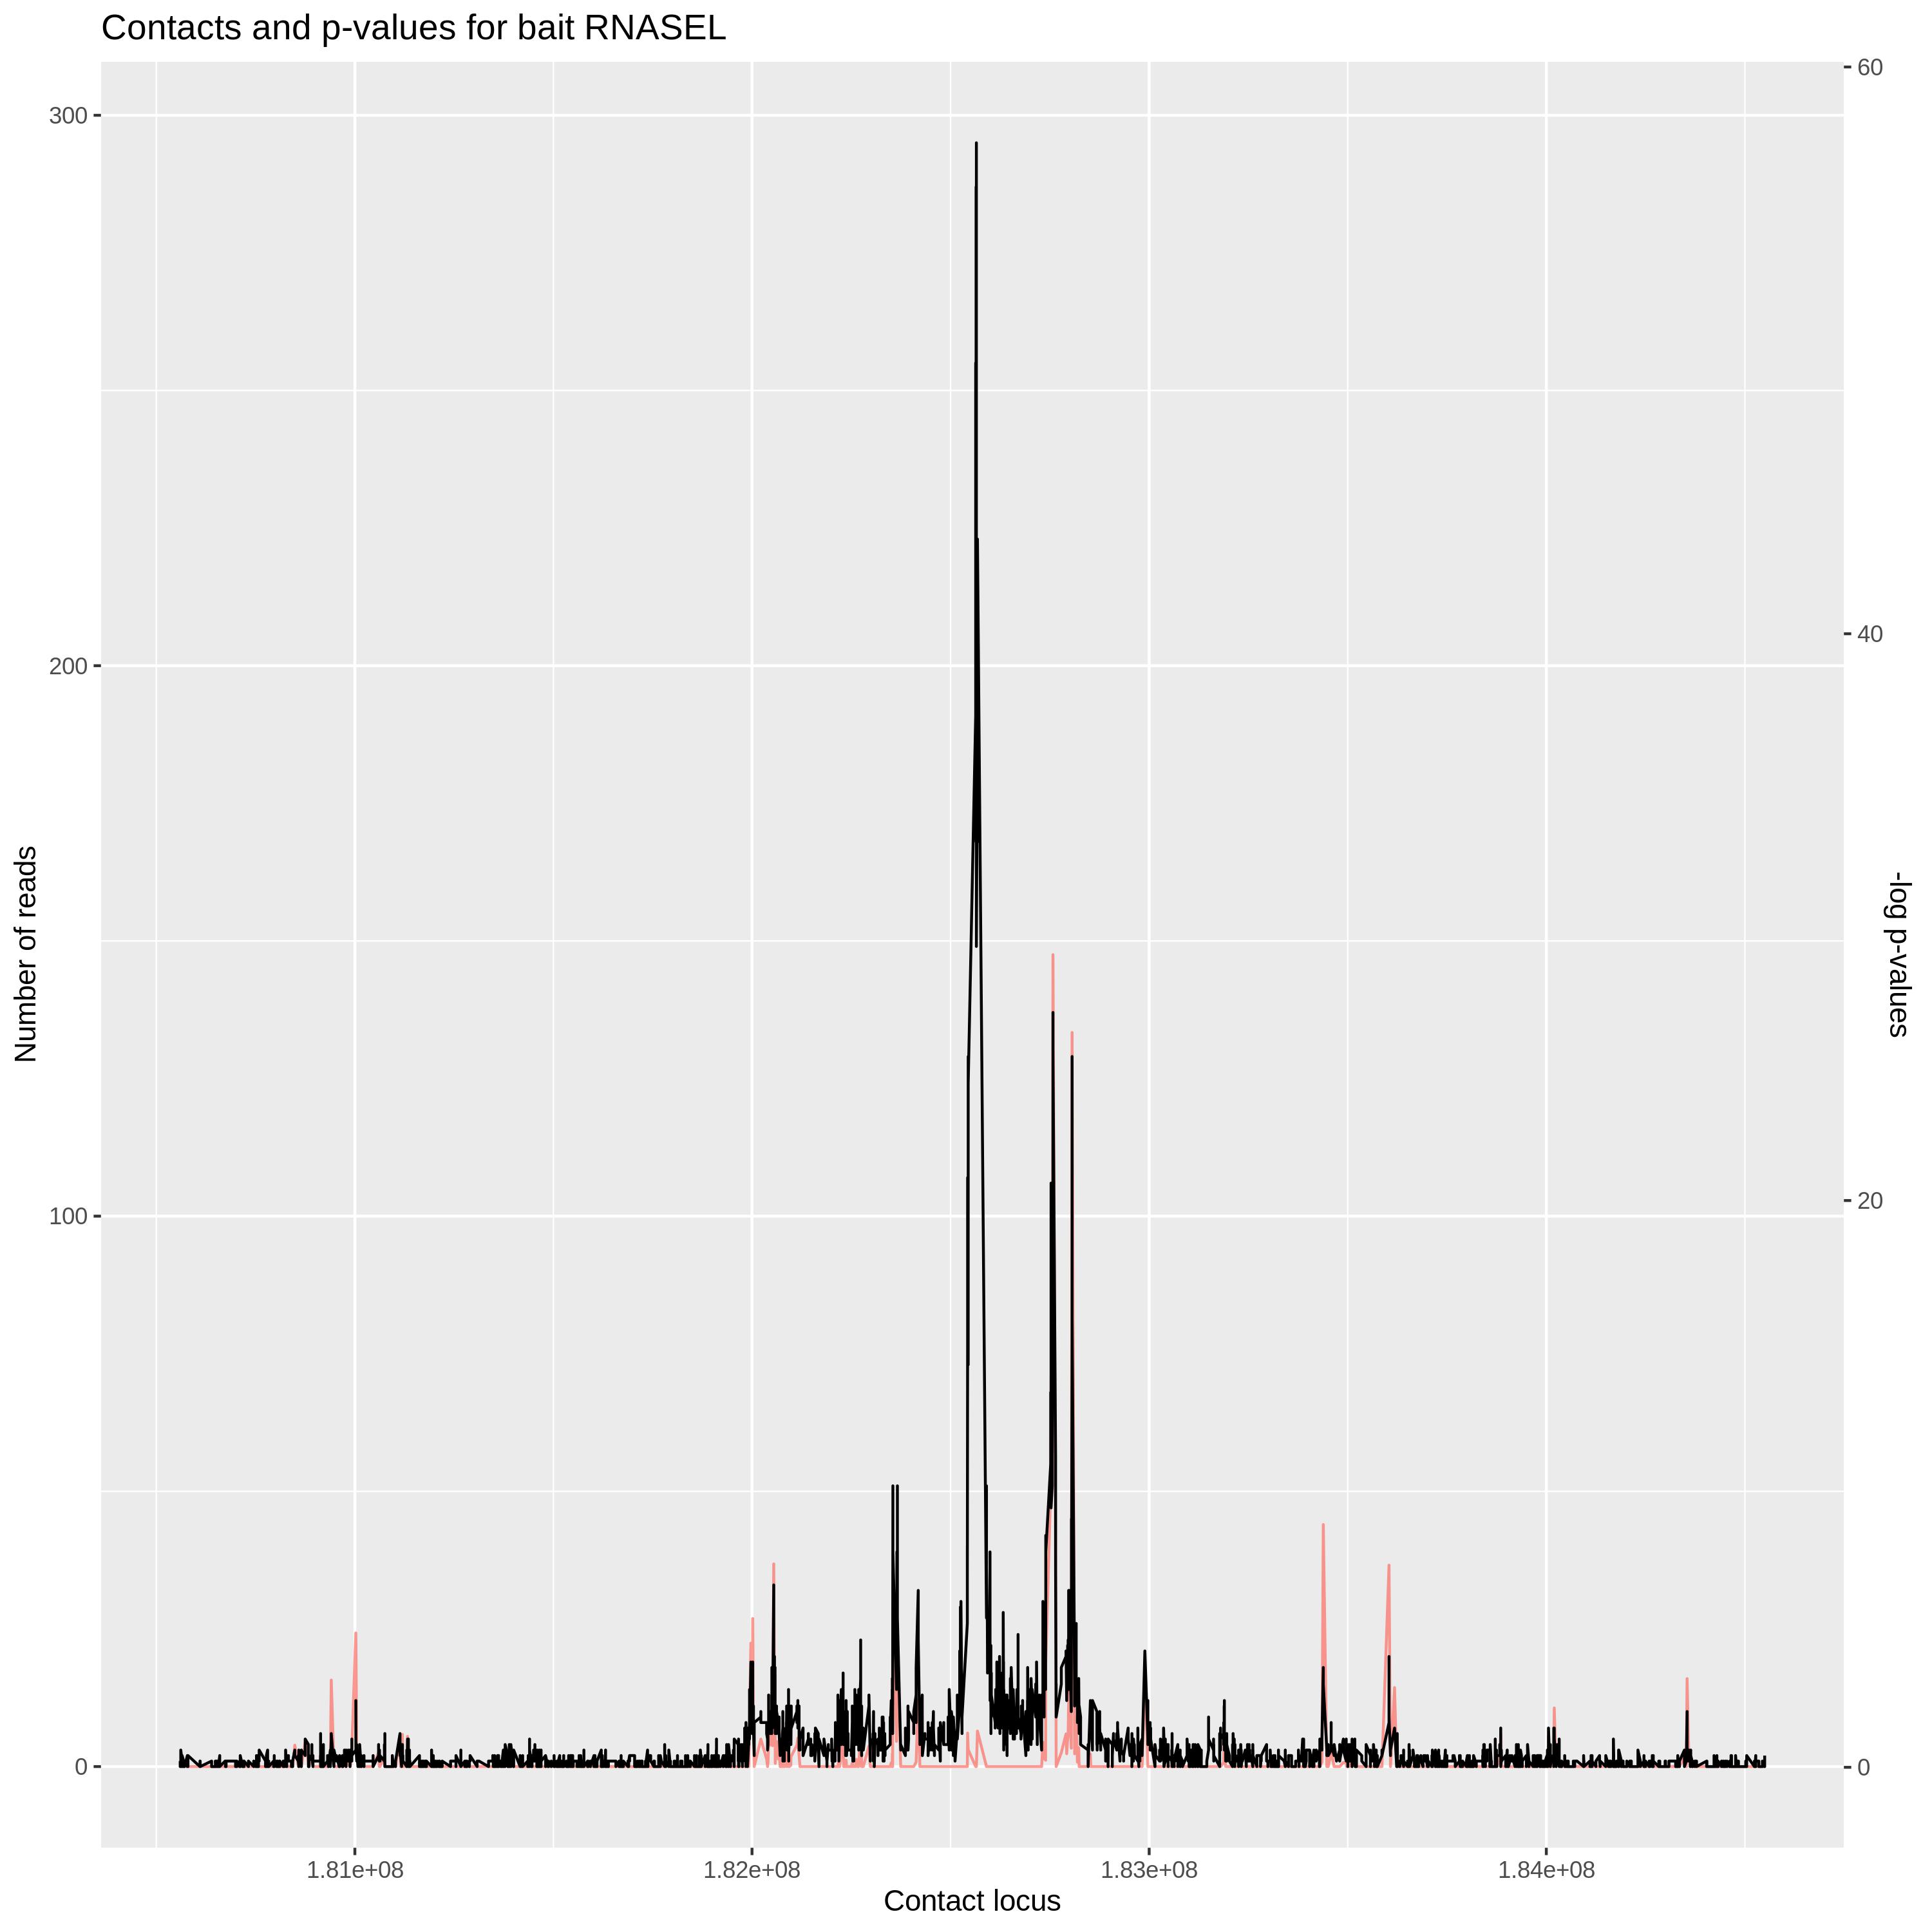 Contacts and p-values for bait RNASEL
300
200
100
0
Number of reads
60
40
20
0
-log p-values
1.81e+08
1.82e+08
1.83e+08
1.84e+08
Contact locus